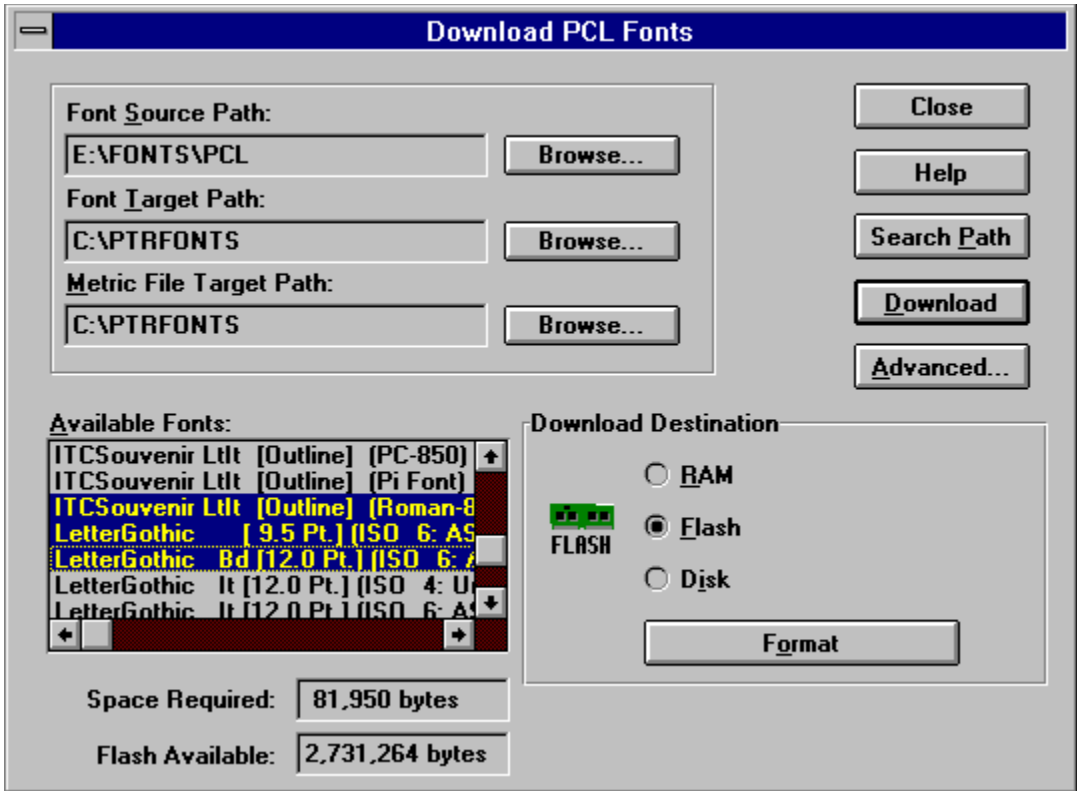 Download PCL Fonts
Font Source Path:
E:\FONTS\PCL
Browse...
Font Target Path:
C:\PTRFONTS
Browse...
Metric File Target Path:
C:\PTRFONTS
Browse...
Close
Help
Search Path
Download
Advanced...
Available Fonts:
ITCSouvenir LtIt [Outline] (PC-850)
ITCSouvenir LtIt [Outline] (Pi Font)
ITCSouvenir LtIt [Outline] (Roman-8
LetterGothic [ 9.5 Pt.] (ISO 6: AS
LetterGothic Bd [12.0 Pt.] (ISO 6: A
LetterGothic It [12.0 Pt.] (ISO 4: U
LetterGothic It [12.0 Pt.] (ISO 6: AS
Space Required: 81,950 bytes
Flash Available: 2,731,264 bytes
Download Destination
RAM
FLASH
Flash
Disk
Format